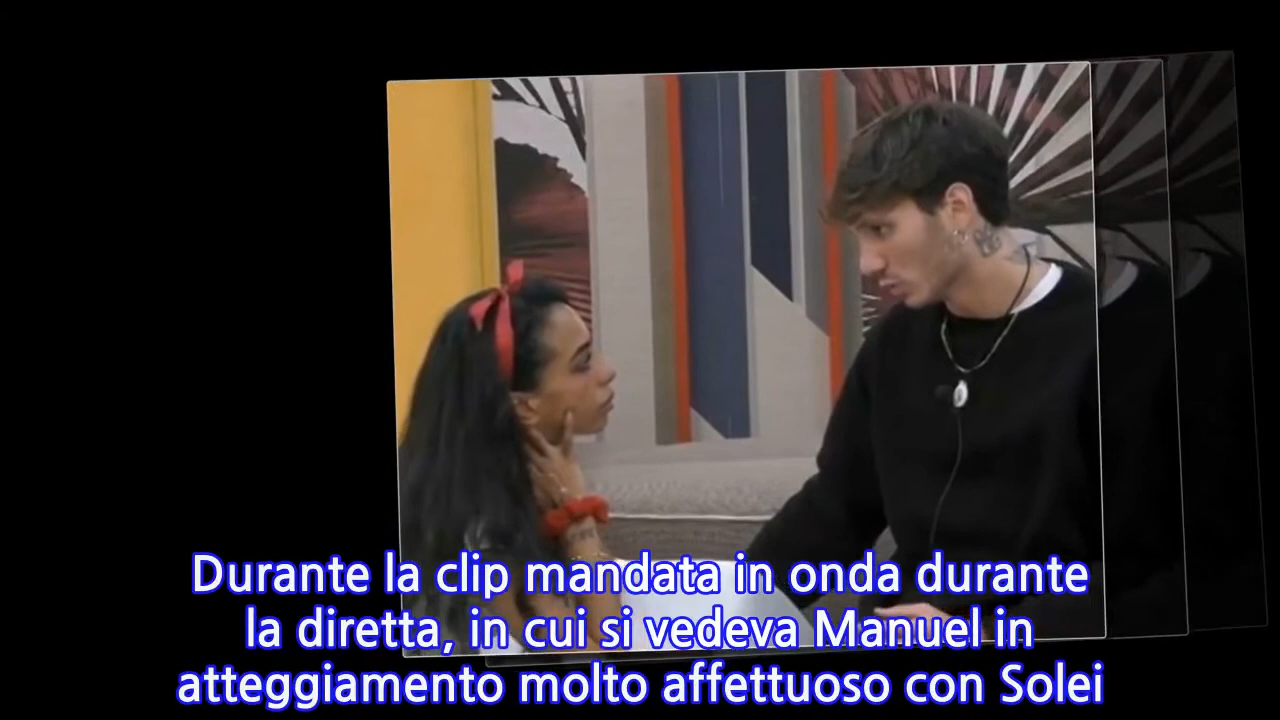 Durante la clip mandata in onda durante
la diretta, in cui si vedeva Manuel in
atteggiamento molto affettuoso con Solei